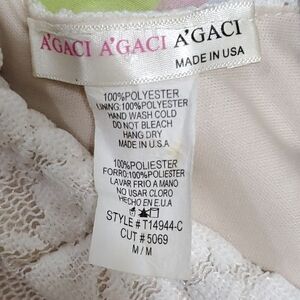 A'GACI A'GACI A'GACI
MADE IN USA
100%POLYESTER
LINING:100%POLYESTER
HAND WASH COLD
DO NOT BLEACH
HANG DRY
MADE IN U.S.A
100%POLIESTER
FORRO:100%POLIESTER
LAVAR FRIO A MANO
NO USAR CLORO
HECHO EN E.U.A
STYLE # T14944-C
CUT # 5069
M / M